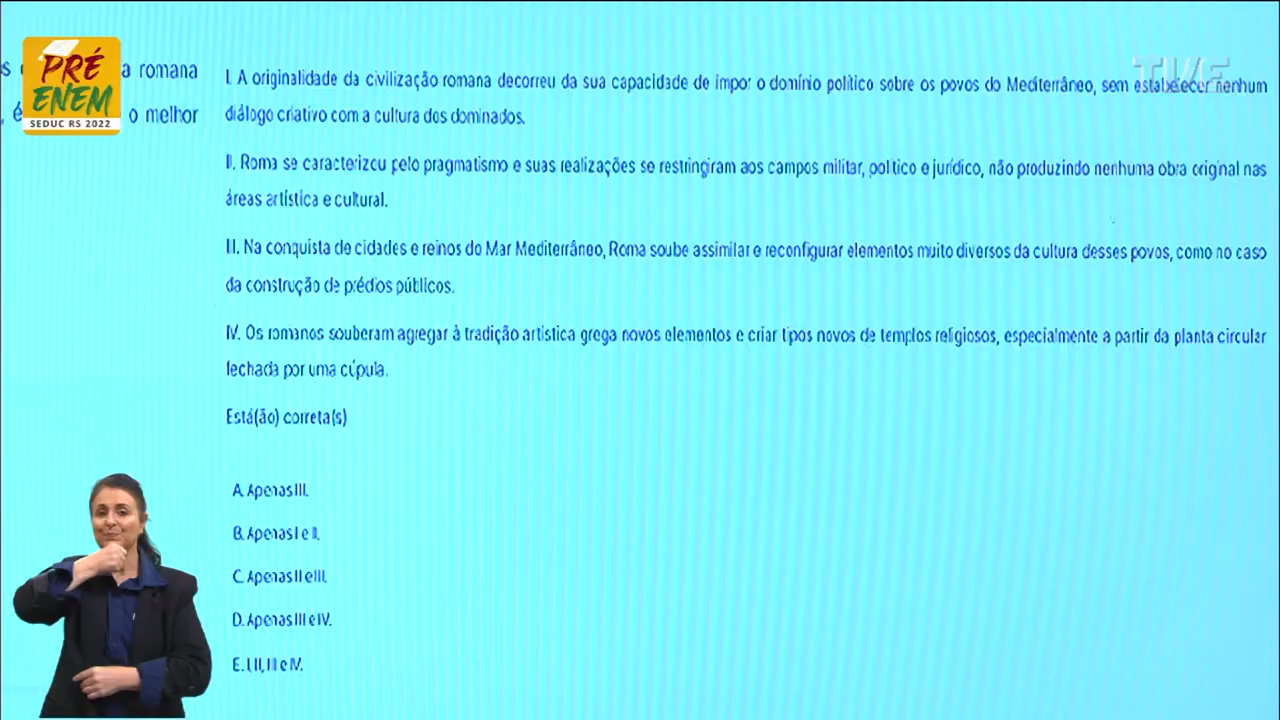 PRÉ
ENEM
SEDUC RS 2022
a romana
o melhor
TVE
I. A originalidade da civilização romana decorreu da sua capacidade de impor o domínio político sobre os povos do Mediterrâneo, sem estabelecer nenhum
diálogo criativo com a cultura dos dominados.
II. Roma se caracterizou pelo pragmatismo e suas realizações se restringiram aos campos militar, político e jurídico, não produzindo nenhuma obra original nas
áreas artística e cultural.
III. Na conquista de cidades e reinos do Mar Mediterrâneo, Roma soube assimilar e reconfigurar elementos muito diversos da cultura desses povos, como no caso
da construção de prédios públicos.
IV. Os romanos souberam agregar à tradição artística grega novos elementos e criar tipos novos de templos religiosos, especialmente a partir da planta circular
fechada por uma cúpula.
Está(ão) correta(s)
A. Apenas III.
B. Apenas I e II.
C. Apenas II e III.
D. Apenas III e IV.
E. I, II, III e IV.